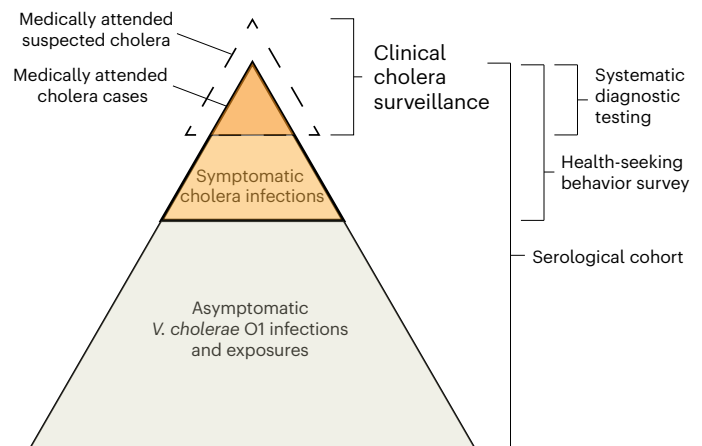 Medically attended
suspected cholera
Medically attended
cholera cases
Clinical
cholera
surveillance
Systematic
diagnostic
testing
Health-seeking
behavior survey
Symptomatic
cholera infections
Serological cohort
Asymptomatic
V. cholerae O1 infections
and exposures